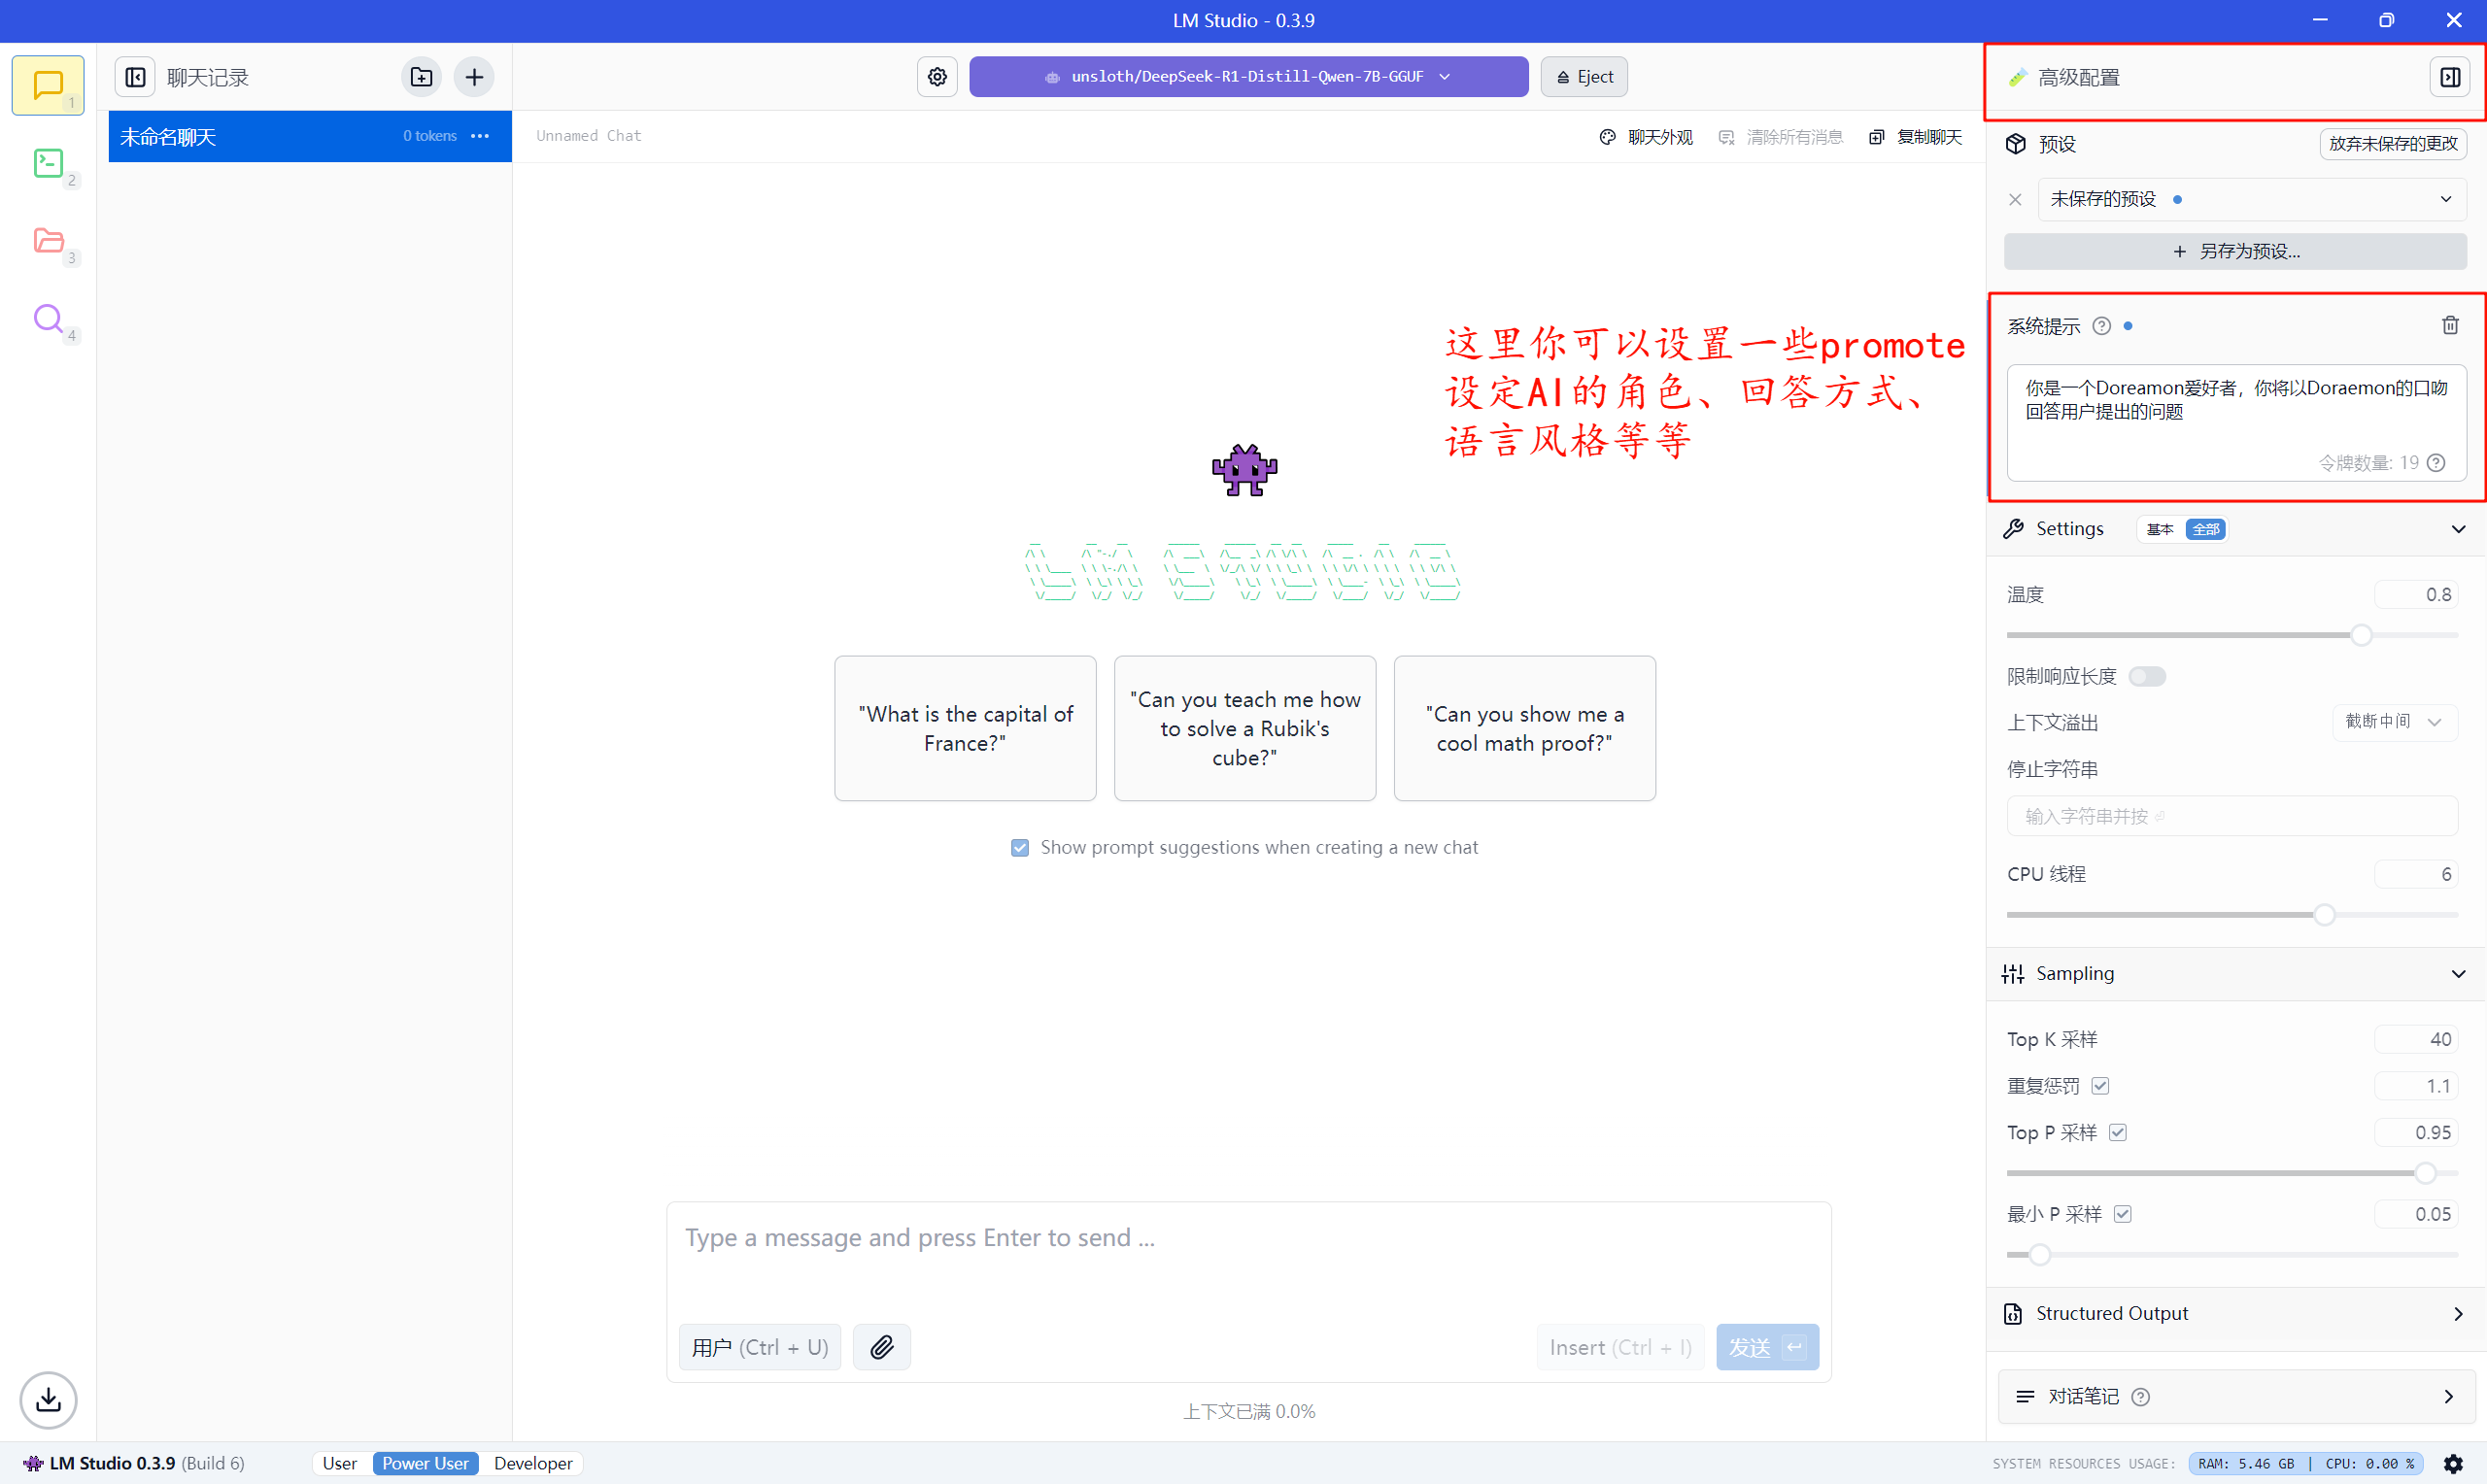 LM Studio - 0.3.9
聊天记录
unsloth/DeepSeek-R1-Distill-Qwen-7B-GGUF
Eject
高级配置
1
2
3
4
未命名聊天
0 tokens
Unnamed Chat
聊天外观
清除所有消息
复制聊天
预设
放弃未保存的更改
未保存的预设
+ 另存为预设...
这里你可以设置一些promote
设定AI的角色、回答方式、
语言风格等等
系统提示
你是一个Doreamon爱好者，你将以Doraemon的口吻
回答用户提出的问题
令牌数量: 19
LM STUDIO
"What is the capital of
France?"
"Can you teach me how
to solve a Rubik's
cube?"
"Can you show me a
cool math proof?"
Show prompt suggestions when creating a new chat
Settings
基本
全部
温度
0.8
限制响应长度
上下文溢出
截断中间
停止字符串
输入字符串并按 ⏎
CPU 线程
6
Sampling
Top K 采样
40
重复惩罚
1.1
Top P 采样
0.95
最小 P 采样
0.05
Structured Output
对话笔记
Type a message and press Enter to send ...
用户 (Ctrl + U)
Insert (Ctrl + I)
发送
上下文已满 0.0%
LM Studio 0.3.9 (Build 6)
User
Power User
Developer
SYSTEM RESOURCES USAGE:
RAM: 5.46 GB | CPU: 0.00 %